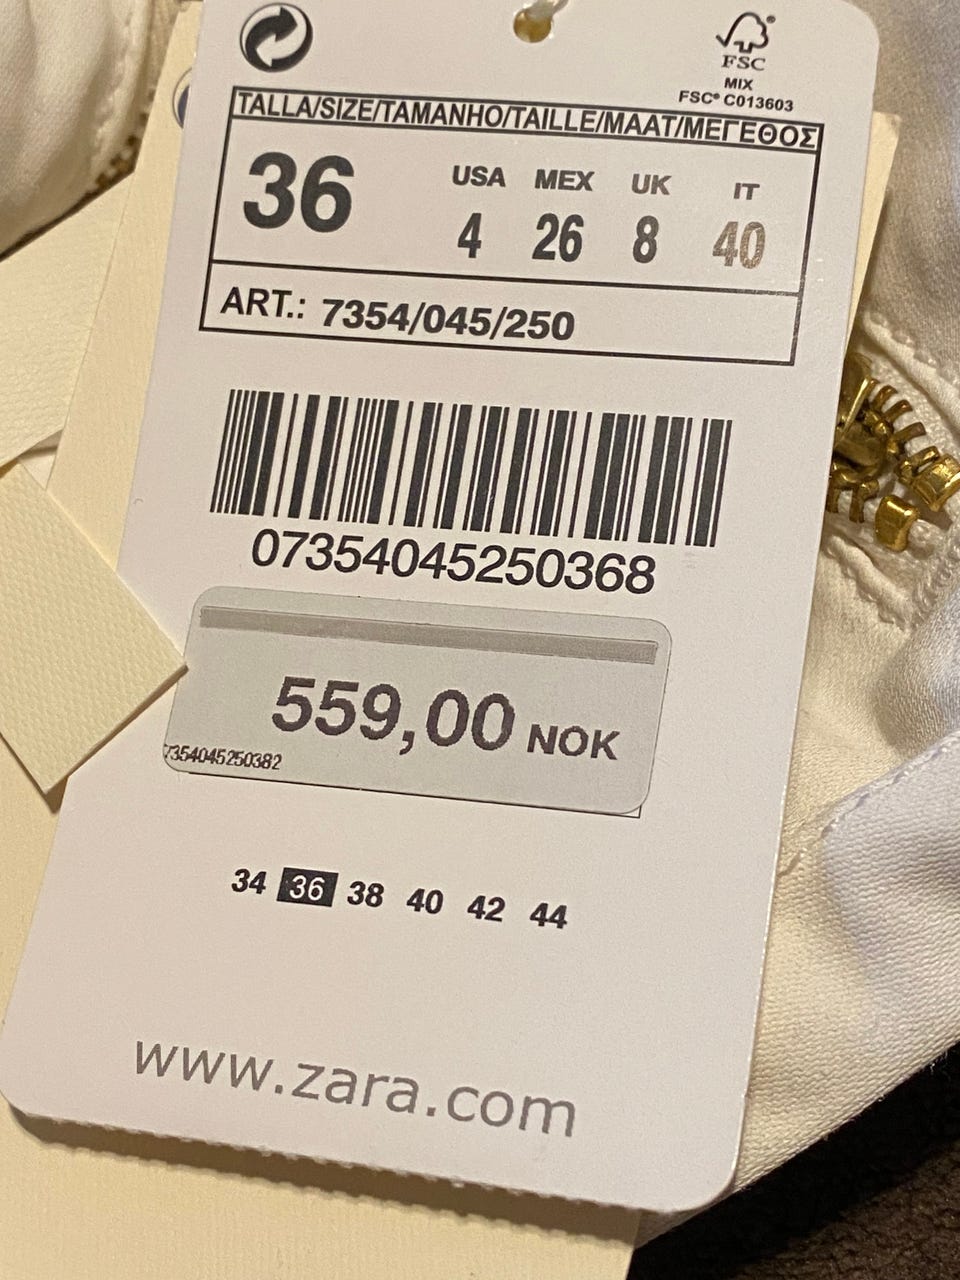 FSC
MIX
FSC® C013603
TALLA/SIZE/TAMANHO/TAILLE/MAAT/ΜΕΓΕΘΟΣ
36
USA MEX UK IT
4 26 8 40
ART.: 7354/045/250
07354045250368
559,00 NOK
7354045250382
34 36 38 40 42 44
www.zara.com